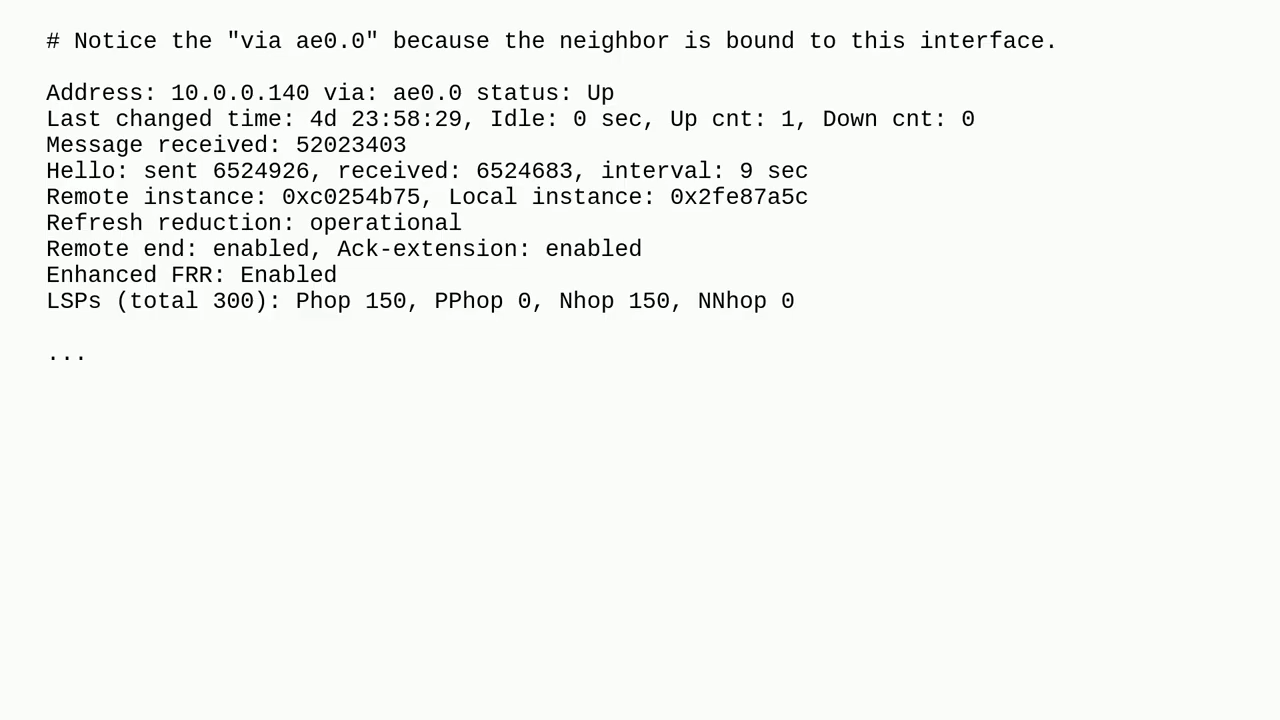 # Notice the "via ae0.0" because the neighbor is bound to this interface.
Address: 10.0.0.140 via: ae0.0 status: Up
Last changed time: 4d 23:58:29, Idle: 0 sec, Up cnt: 1, Down cnt: 0
Message received: 52023403
Hello: sent 6524926, received: 6524683, interval: 9 sec
Remote instance: 0xc0254b75, Local instance: 0x2fe87a5c
Refresh reduction: operational
Remote end: enabled, Ack-extension: enabled
Enhanced FRR: Enabled
LSPs (total 300): Phop 150, PPhop 0, Nhop 150, NNhop 0
...